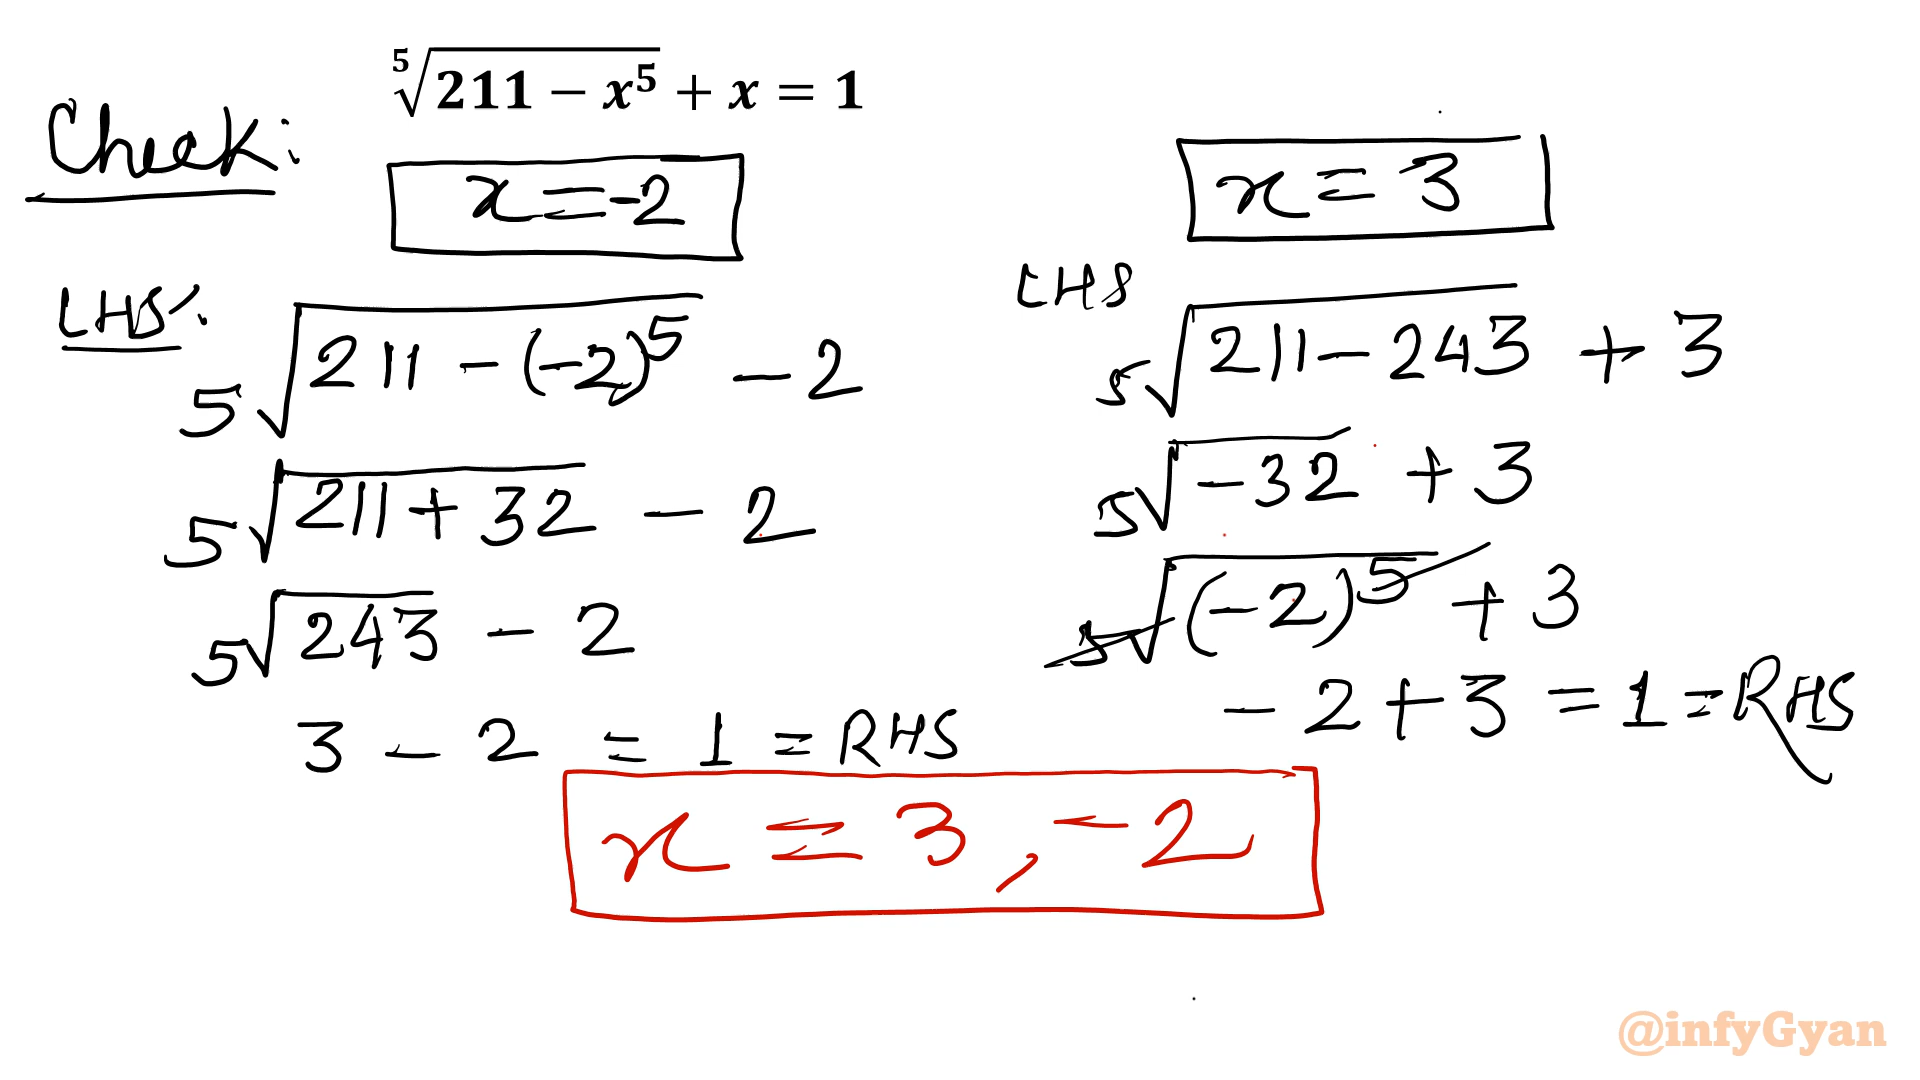 ⁵√(211 − x⁵) + x = 1
Check:
x = -2
LHS:
5√(211 - (-2)⁵) - 2
5√(211 + 32) - 2
5√243 - 2
3 - 2 = 1 = RHS
x = 3
LHS
5√(211 - 243) + 3
5√(-32) + 3
5√((-2)⁵) + 3
- 2 + 3 = 1 = RHS
x = 3, -2
@infyGyan